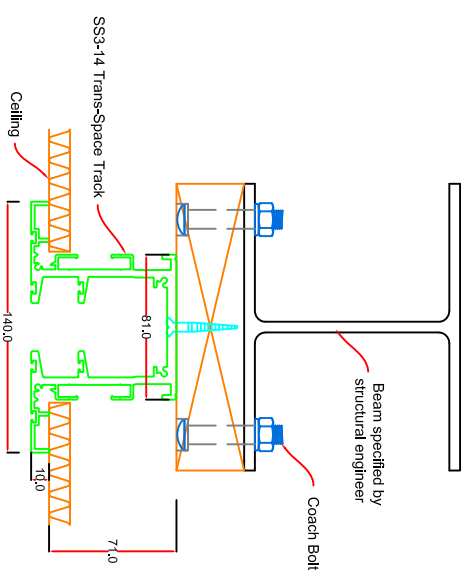 SS3-14 Trans-Space Track
Ceiling
Beam specified by
structural engineer
Coach Bolt
81.0
140.0
10.0
71.0